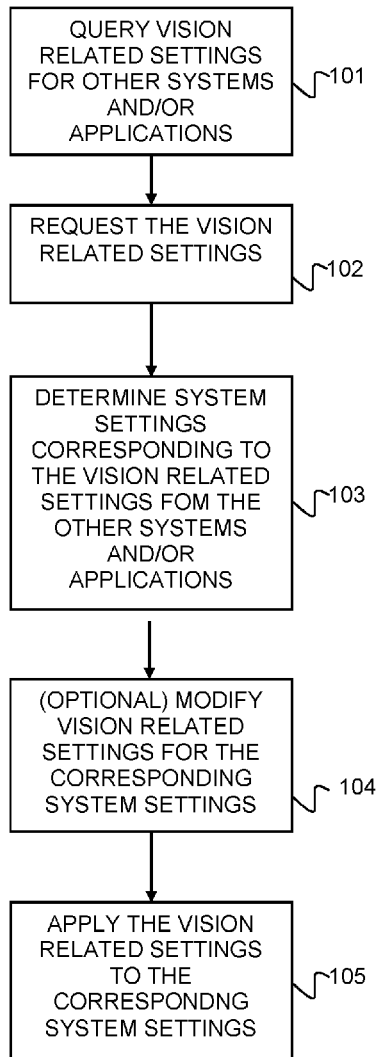 QUERY VISION
RELATED SETTINGS
FOR OTHER SYSTEMS
AND/OR
APPLICATIONS
101
REQUEST THE VISION
RELATED SETTINGS
102
DETERMINE SYSTEM
SETTINGS
CORRESPONDING TO
THE VISION RELATED
SETTINGS FOM THE
OTHER SYSTEMS
AND/OR
APPLICATIONS
103
(OPTIONAL) MODIFY
VISION RELATED
SETTINGS FOR THE
CORRESPONDING
SYSTEM SETTINGS
104
APPLY THE VISION
RELATED SETTINGS
TO THE
CORRESPONDNG
SYSTEM SETTINGS
105